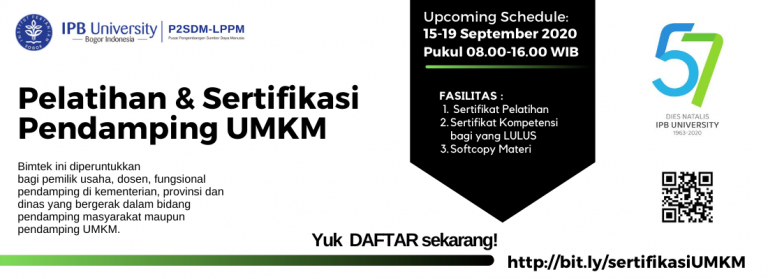 IPB University
Bogor Indonesia
P2SDM-LPPM
Pusat Pengembangan Sumber Daya Manusia
Pelatihan & Sertifikasi
Pendamping UMKM
Bimtek ini diperuntukkan
bagi pemilik usaha, dosen, fungsional
pendamping di kementerian, provinsi dan
dinas yang bergerak dalam bidang
pendamping masyarakat maupun
pendamping UMKM.
Upcoming Schedule:
15-19 September 2020
Pukul 08.00-16.00 WIB
FASILITAS :
1. Sertifikat Pelatihan
2.Sertifikat Kompetensi
bagi yang LULUS
3.Softcopy Materi
57
DIES NATALIS
IPB UNIVERSITY
1963-2020
Yuk DAFTAR sekarang!
http://bit.ly/sertifikasiUMKM